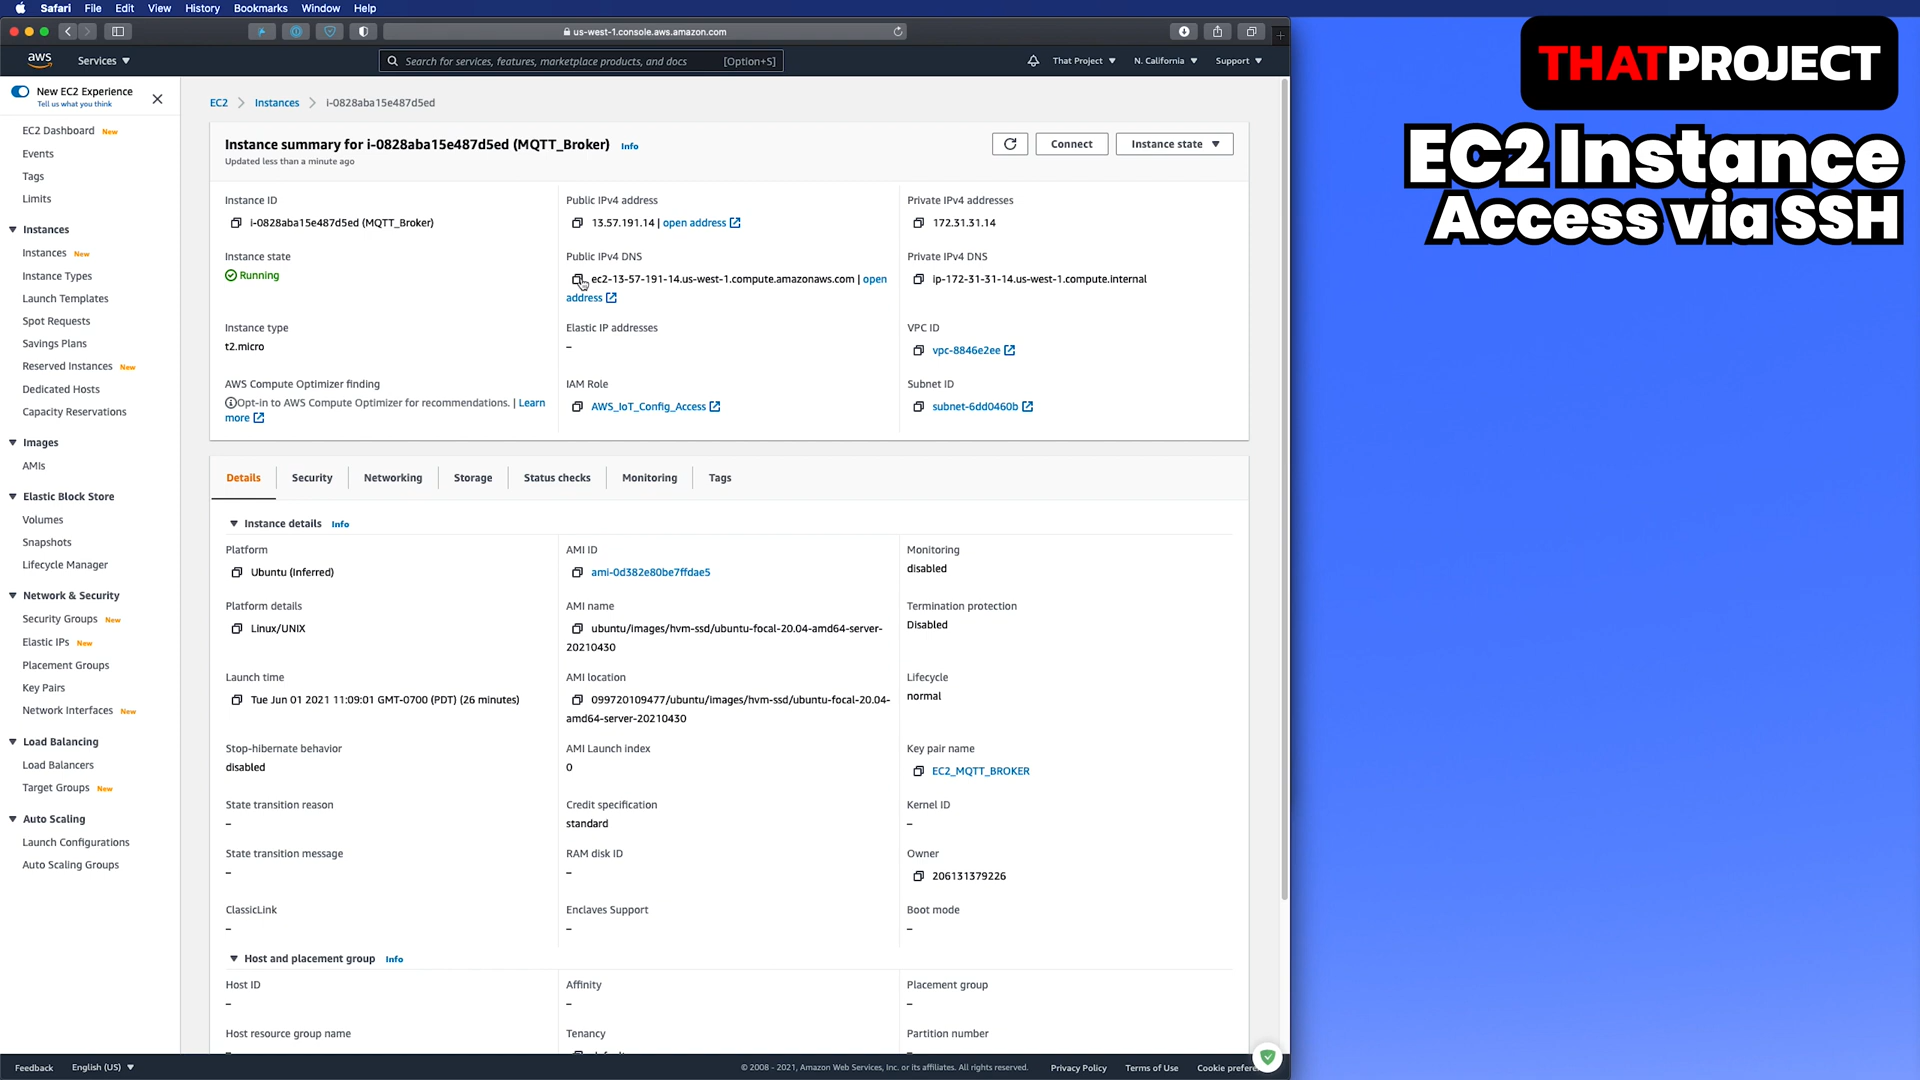 Safari File Edit View History Bookmarks Window Help
us-west-1.console.aws.amazon.com
aws Services Search for services, features, marketplace products, and docs [Option+S] That Project N. California Support
New EC2 Experience
Tell us what you think
EC2 Dashboard New
Events
Tags
Limits
Instances
Instances New
Instance Types
Launch Templates
Spot Requests
Savings Plans
Reserved Instances New
Dedicated Hosts
Capacity Reservations
Images
AMIs
Elastic Block Store
Volumes
Snapshots
Lifecycle Manager
Network & Security
Security Groups New
Elastic IPs New
Placement Groups
Key Pairs
Network Interfaces New
Load Balancing
Load Balancers
Target Groups New
Auto Scaling
Launch Configurations
Auto Scaling Groups
EC2 Instances i-0828aba15e487d5ed
Instance summary for i-0828aba15e487d5ed (MQTT_Broker) Info
Updated less than a minute ago
Connect Instance state
Instance ID
i-0828aba15e487d5ed (MQTT_Broker)
Public IPv4 address
13.57.191.14 | open address
Private IPv4 addresses
172.31.31.14
Instance state
Running
Public IPv4 DNS
ec2-13-57-191-14.us-west-1.compute.amazonaws.com | open
address
Private IPv4 DNS
ip-172-31-31-14.us-west-1.compute.internal
Instance type
t2.micro
Elastic IP addresses
–
VPC ID
vpc-8846e2ee
AWS Compute Optimizer finding
Opt-in to AWS Compute Optimizer for recommendations. | Learn
more
IAM Role
AWS_IoT_Config_Access
Subnet ID
subnet-6dd0460b
Details Security Networking Storage Status checks Monitoring Tags
Instance details Info
Platform
Ubuntu (Inferred)
AMI ID
ami-0d382e80be7ffdae5
Monitoring
disabled
Platform details
Linux/UNIX
AMI name
ubuntu/images/hvm-ssd/ubuntu-focal-20.04-amd64-server-
20210430
Termination protection
Disabled
Launch time
Tue Jun 01 2021 11:09:01 GMT-0700 (PDT) (26 minutes)
AMI location
099720109477/ubuntu/images/hvm-ssd/ubuntu-focal-20.04-
amd64-server-20210430
Lifecycle
normal
Stop-hibernate behavior
disabled
AMI Launch index
0
Key pair name
EC2_MQTT_BROKER
State transition reason
–
Credit specification
standard
Kernel ID
–
State transition message
–
RAM disk ID
–
Owner
206131379226
ClassicLink
–
Enclaves Support
–
Boot mode
–
Host and placement group Info
Host ID
–
Affinity
–
Placement group
–
Host resource group name
Tenancy
Partition number
Feedback English (US) © 2008 - 2021, Amazon Web Services, Inc. or its affiliates. All rights reserved. Privacy Policy Terms of Use Cookie
THATPROJECT
EC2 Instance
Access via SSH